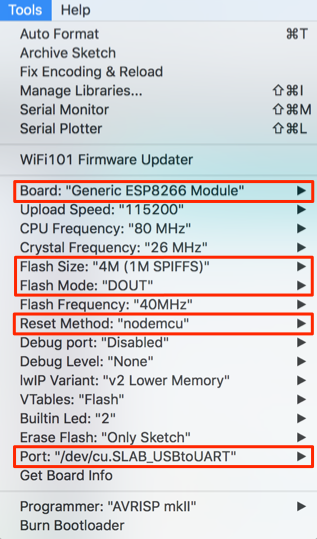 Tools Help
Auto Format ⌘T
Archive Sketch
Fix Encoding & Reload
Manage Libraries... ⇧⌘I
Serial Monitor ⇧⌘M
Serial Plotter ⇧⌘L
WiFi101 Firmware Updater
Board: "Generic ESP8266 Module"
Upload Speed: "115200"
CPU Frequency: "80 MHz"
Crystal Frequency: "26 MHz"
Flash Size: "4M (1M SPIFFS)"
Flash Mode: "DOUT"
Flash Frequency: "40MHz"
Reset Method: "nodemcu"
Debug port: "Disabled"
Debug Level: "None"
lwIP Variant: "v2 Lower Memory"
VTables: "Flash"
Builtin Led: "2"
Erase Flash: "Only Sketch"
Port: "/dev/cu.SLAB_USBtoUART"
Get Board Info
Programmer: "AVRISP mkII"
Burn Bootloader